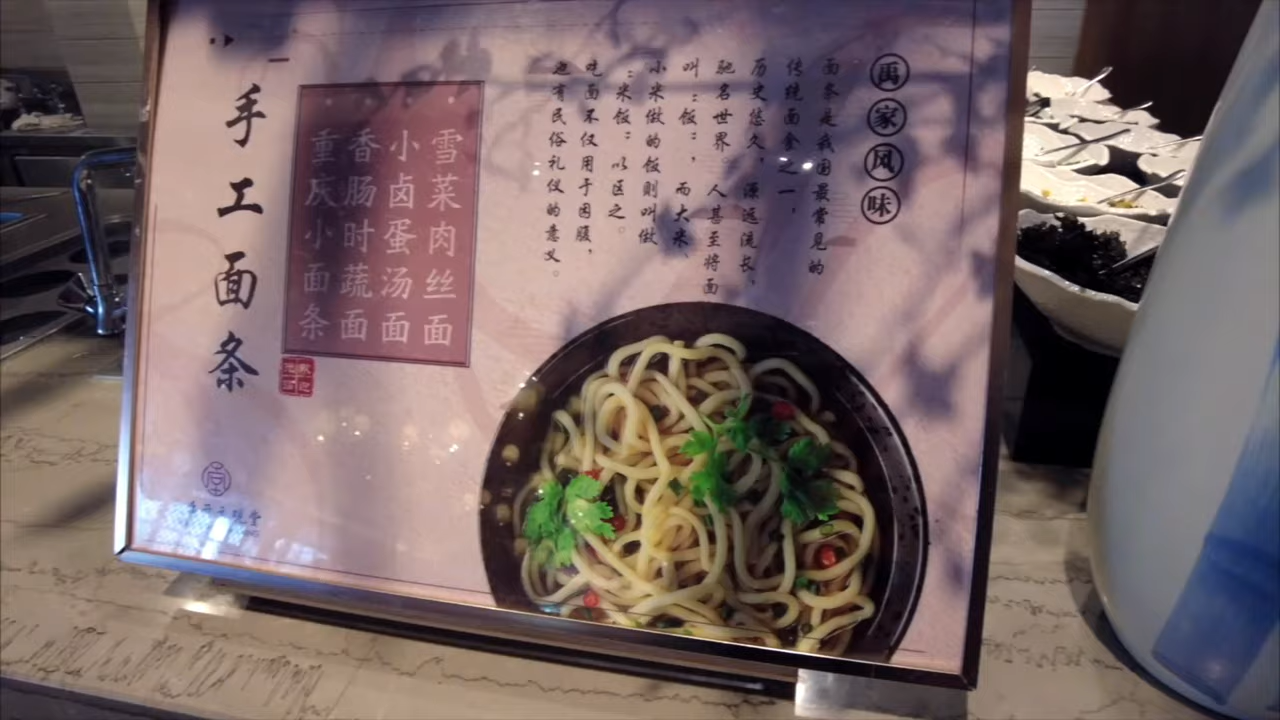 禹家风味
面条是我国最常见的
传统面食之一，
历史悠久，源远流长，
驰名世界。人甚至将面
叫“饭”，而大米、
小米做的饭则叫做
“米饭”以区之。
吃面不仅用于因腹，
也有民俗礼仪的意义。
雪菜肉丝面
小卤蛋汤面
香肠时蔬面
重庆小面条
手工面条